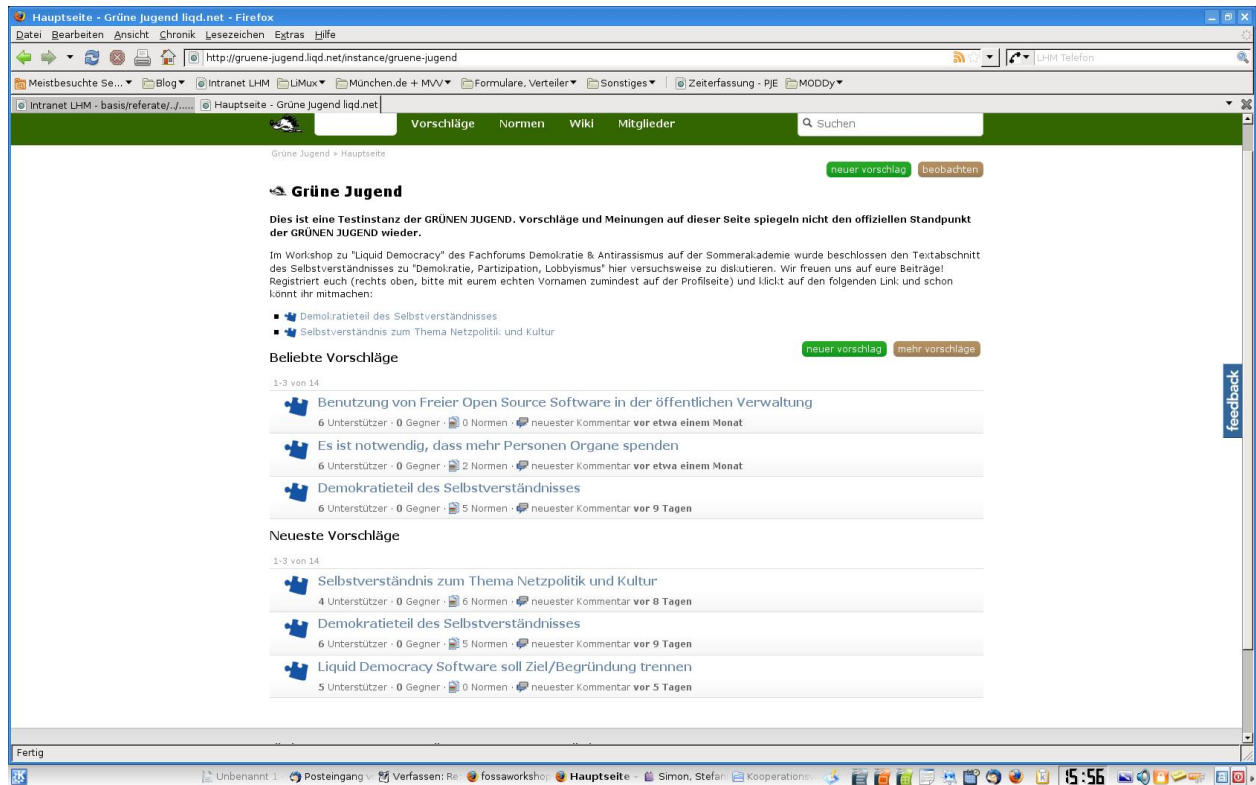 Hauptseite - Grüne Jugend liqd.net - Firefox
Datei Bearbeiten Ansicht Chronik Lesezeichen Extras Hilfe
http://gruene-jugend.liqd.net/instance/gruene-jugend
LHM Telefon
Meistbesuchte Se... Blog Intranet LHM LiMux München.de + MVV Formulare, Verteiler Sonstiges Zeiterfassung - PJE MODDy
Intranet LHM - basis/referate/../..... Hauptseite - Grüne Jugend liqd.net
Vorschläge Normen Wiki Mitglieder Suchen
Grüne Jugend » Hauptseite
neuer vorschlag beobachten
Grüne Jugend
Dies ist eine Testinstanz der GRÜNEN JUGEND. Vorschläge und Meinungen auf dieser Seite spiegeln nicht den offiziellen Standpunkt
der GRÜNEN JUGEND wieder.
Im Workshop zu "Liquid Democracy" des Fachforums Demokratie & Antirassismus auf der Sommerakademie wurde beschlossen den Textabschnitt
des Selbstverständnisses zu "Demokratie, Partizipation, Lobbyismus" hier versuchsweise zu diskutieren. Wir freuen uns auf eure Beiträge!
Registriert euch (rechts oben, bitte mit eurem echten Vornamen zumindest auf der Profilseite) und klickt auf den folgenden Link und schon
könnt ihr mitmachen:
Demokratieteil des Selbstverständnisses
Selbstverständnis zum Thema Netzpolitik und Kultur
neuer vorschlag mehr vorschläge
Beliebte Vorschläge
feedback
1-3 von 14
Benutzung von Freier Open Source Software in der öffentlichen Verwaltung
6 Unterstützer · 0 Gegner · 0 Normen · neuester Kommentar vor etwa einem Monat
Es ist notwendig, dass mehr Personen Organe spenden
6 Unterstützer · 0 Gegner · 2 Normen · neuester Kommentar vor etwa einem Monat
Demokratieteil des Selbstverständnisses
6 Unterstützer · 0 Gegner · 5 Normen · neuester Kommentar vor 9 Tagen
Neueste Vorschläge
1-3 von 14
Selbstverständnis zum Thema Netzpolitik und Kultur
4 Unterstützer · 0 Gegner · 6 Normen · neuester Kommentar vor 8 Tagen
Demokratieteil des Selbstverständnisses
6 Unterstützer · 0 Gegner · 5 Normen · neuester Kommentar vor 9 Tagen
Liquid Democracy Software soll Ziel/Begründung trennen
5 Unterstützer · 0 Gegner · 0 Normen · neuester Kommentar vor 5 Tagen
Fertig
Unbenannt 1 - Posteingang Verfassen: Re: fossaworkshop Hauptseite - Simon, Stefan Kooperations 15:56